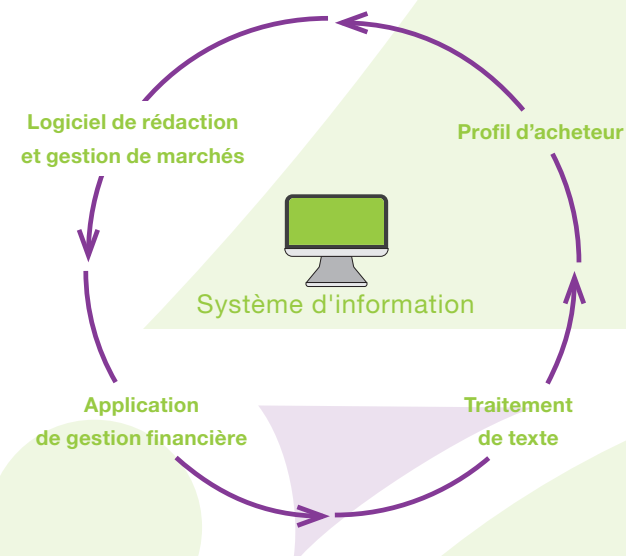 Logiciel de rédaction
et gestion de marchés
Profil d’acheteur
Système d'information
Application
de gestion financière
Traitement
de texte